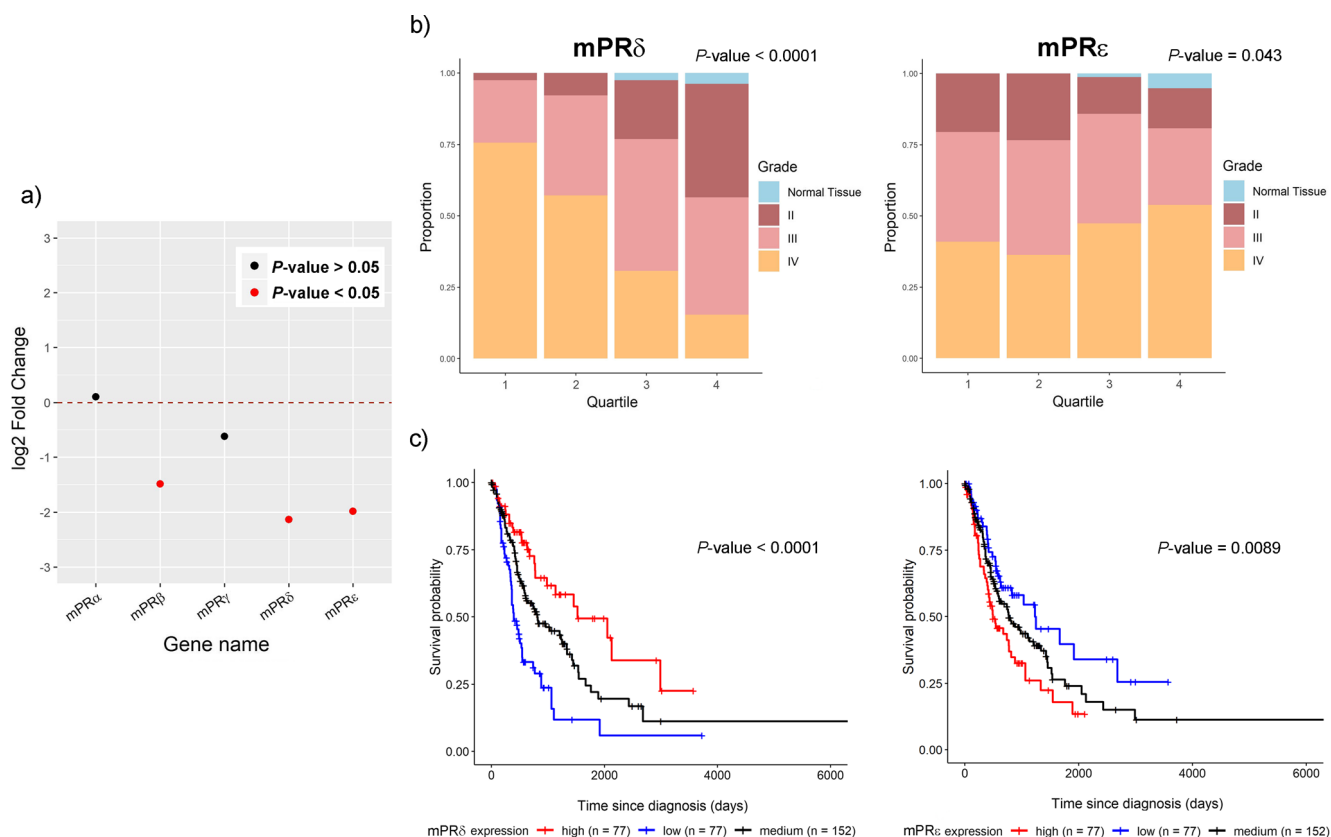 a)
3
2
1
0
-1
-2
-3
log2 Fold Change
P-value > 0.05
P-value < 0.05
mPRα
mPRβ
mPRγ
mPRδ
mPRε
Gene name
b)
mPRδ
P-value < 0.0001
1.00
0.75
0.50
0.25
0.00
Proportion
1 2 3 4
Quartile
Grade
Normal Tissue
II
III
IV
mPRε
P-value = 0.043
1.00
0.75
0.50
0.25
0.00
Proportion
1 2 3 4
Quartile
Grade
Normal Tissue
II
III
IV
c)
1.00
0.75
0.50
0.25
0.00
Survival probability
P-value < 0.0001
0 2000 4000 6000
Time since diagnosis (days)
mPRδ expression high (n = 77) low (n = 77) medium (n = 152)
1.00
0.75
0.50
0.25
0.00
Survival probability
P-value = 0.0089
0 2000 4000 6000
Time since diagnosis (days)
mPRε expression high (n = 77) low (n = 77) medium (n = 152)